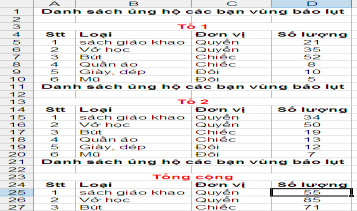 A B C D
1 Danh sách ủng hộ các bạn vùng bão lụt
2
3 Tổ 1
4 Stt Loại Đơn vị Số lượng
5 1 sách giáo khao Quyển 21
6 2 Vở học Quyển 35
7 3 Bút Chiếc 52
8 4 Quần áo Chiếc 8
9 5 Giày, dép Đôi 10
10 6 Mũ Đôi 5
11 Danh sách ủng hộ các bạn vùng bão lụt
12
13 Tổ 2
14 Stt Loại Đơn vị Số lượng
15 1 sách giáo khao Quyển 34
16 2 Vở học Quyển 50
17 3 Bút Chiếc 19
18 4 Quần áo Chiếc 13
19 5 Giày, dép Đôi 12
20 6 Mũ Đôi 7
21 Danh sách ủng hộ các bạn vùng bão lụt
22
23 Tổng cộng
24 Stt Loại Đơn vị Số lượng
25 1 sách giáo khao Quyển 55
26 2 Vở học Quyển 85
27 3 Bút Chiếc 71